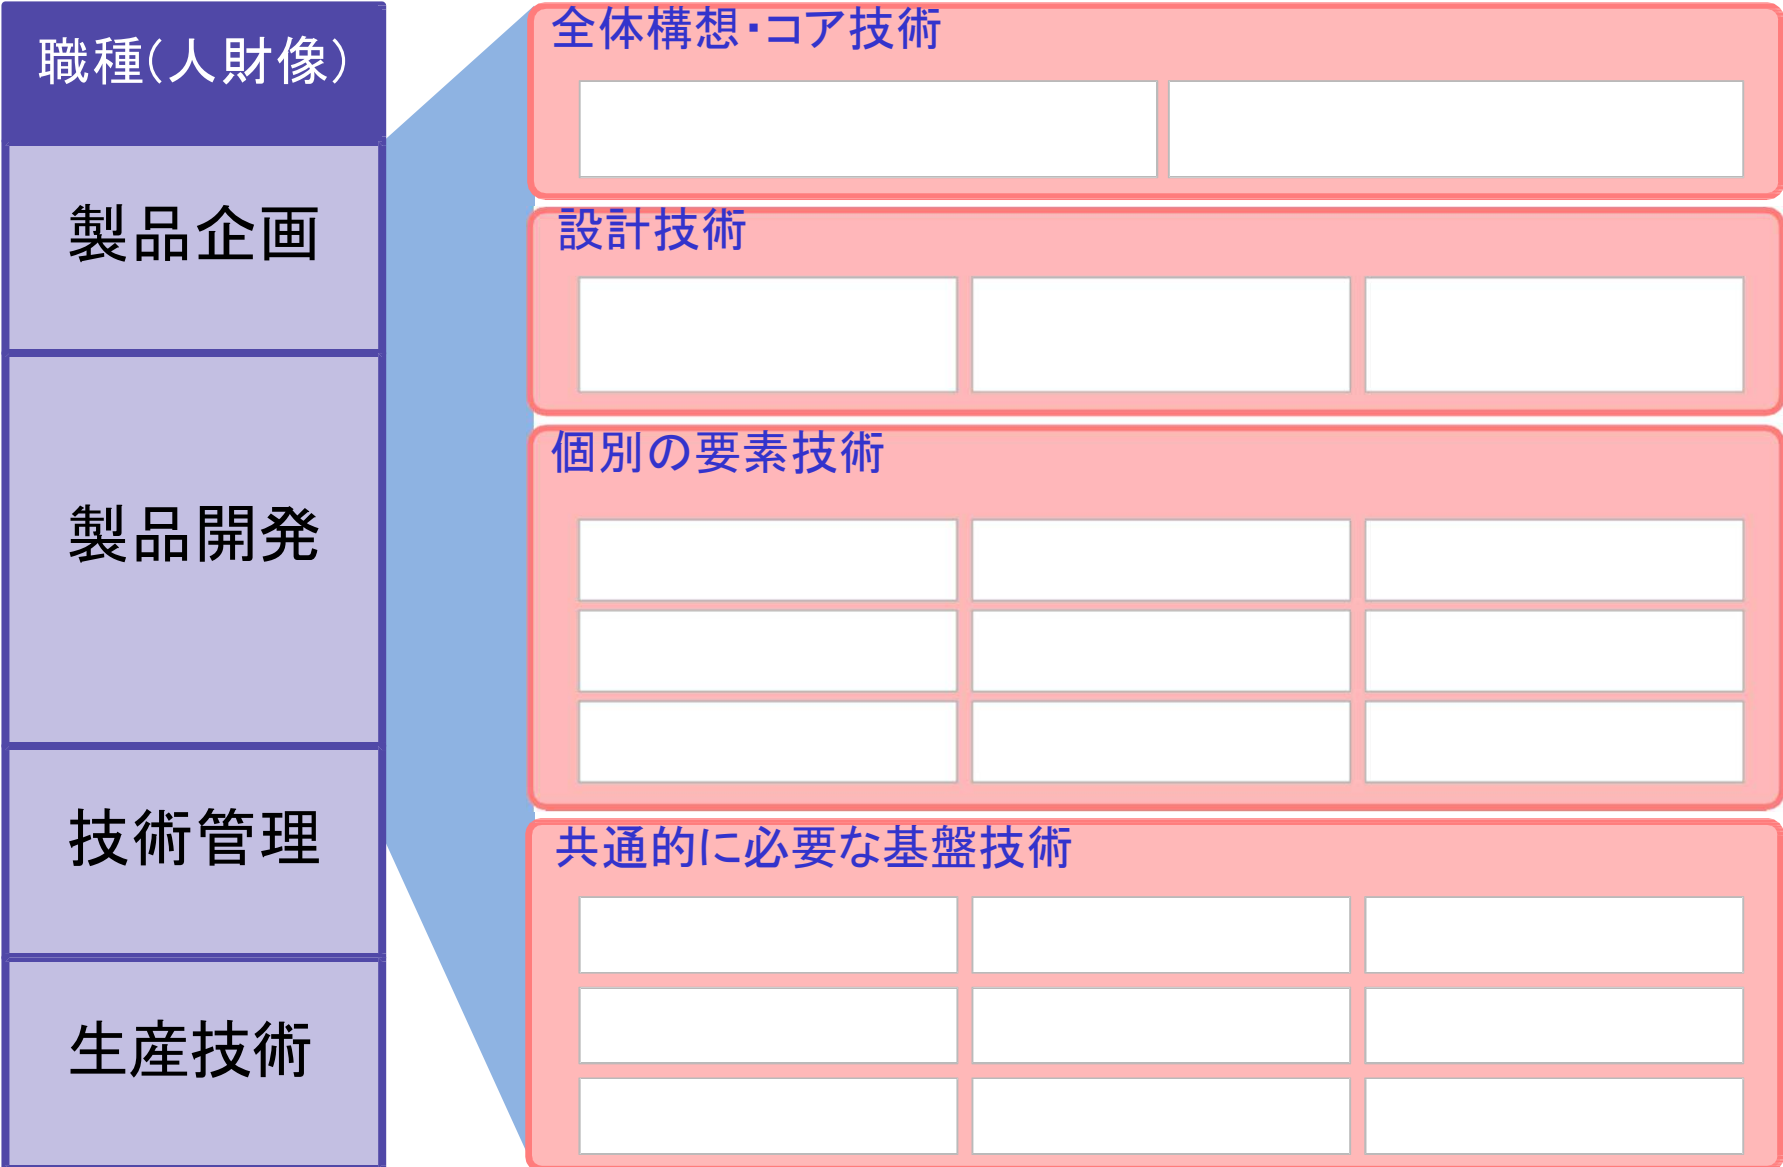 職種(人財像)
製品企画
製品開発
技術管理
生産技術
全体構想・コア技術
設計技術
個別の要素技術
共通的に必要な基盤技術